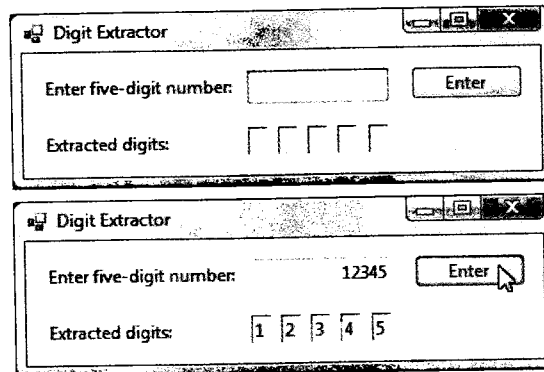 Digit Extractor
Enter five-digit number: Enter
Extracted digits:
Digit Extractor
Enter five-digit number: 12345 Enter
Extracted digits: 1 2 3 4 5